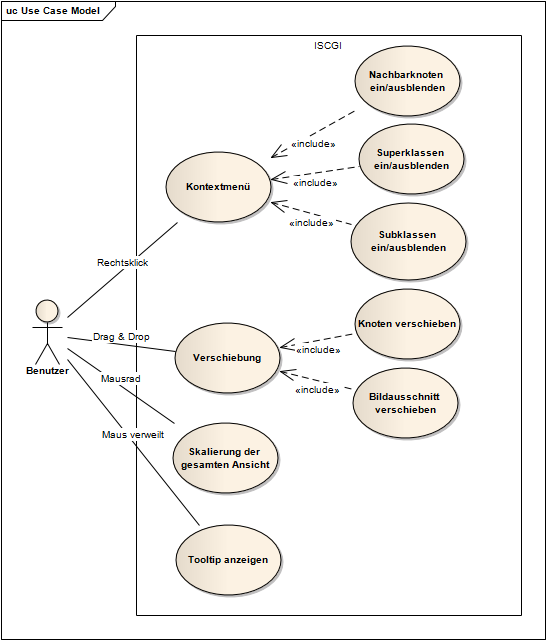 uc Use Case Model
ISCGI
Nachbarknoten
ein/ausblenden
«include»
Superklassen
ein/ausblenden
Kontextmenü
«include»
«include»
Subklassen
ein/ausblenden
Rechtsklick
Benutzer
Drag & Drop
Verschiebung
Knoten verschieben
«include»
«include»
Bildausschnitt
verschieben
Mausrad
Maus verweilt
Skalierung der
gesamten Ansicht
Tooltip anzeigen